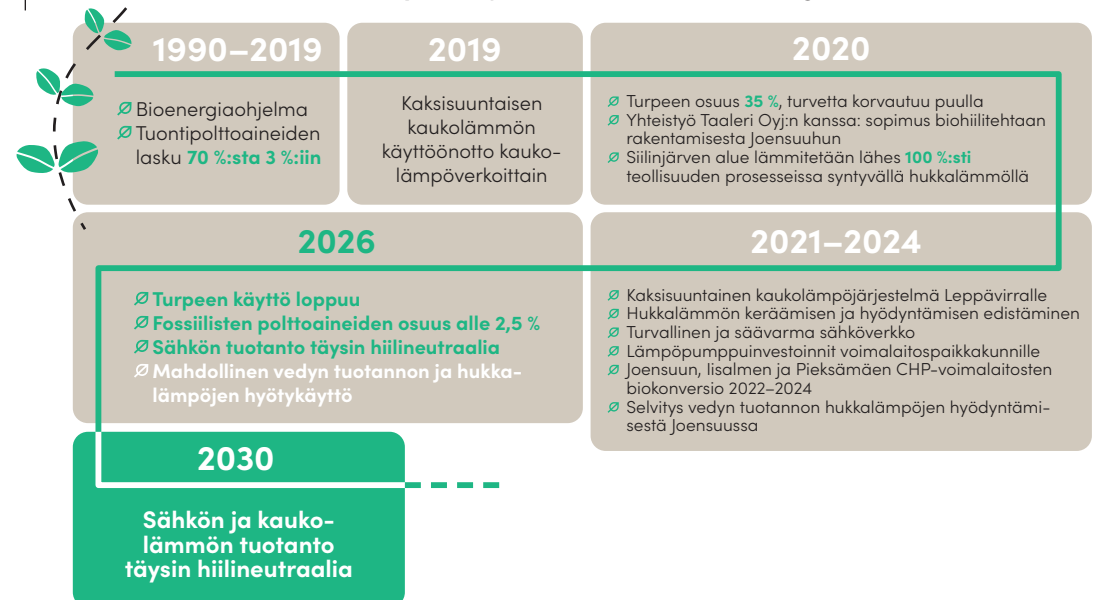 1990–2019
Bioenergiaohjelma
Tuontipolttoaineiden
lasku 70 %:sta 3 %:iin
2019
Kaksisuuntaisen
kaukolämmön
käyttöönotto kauko-
lämpöverkoittain
2020
Turpeen osuus 35 %, turvetta korvautuu puulla
Yhteistyö Taaleri Oyj:n kanssa: sopimus biohiilitehtaan
rakentamisesta Joensuuhun
Siilinjärven alue lämmitetään lähes 100 %:sti
teollisuuden prosesseissa syntyvällä hukkalämmöllä
2021–2024
Kaksisuuntainen kaukolämpöjärjestelmä Leppävirralle
Hukkalämmön keräämisen ja hyödyntämisen edistäminen
Turvallinen ja säävarma sähköverkko
Lämpöpumppuinvestoinnit voimalaitospaikkakunnille
Joensuun, Iisalmen ja Pieksämäen CHP-voimalaitosten
biokonversio 2022–2024
Selvitys vedyn tuotannon hukkalämpöjen hyödyntämi-
sestä Joensuussa
2026
Turpeen käyttö loppuu
Fossiilisten polttoaineiden osuus alle 2,5 %
Sähkön tuotanto täysin hiilineutraalia
Mahdollinen vedyn tuotannon ja hukka-
lämpöjen hyötykäyttö
2030
Sähkön ja kauko-
lämmön tuotanto
täysin hiilineutraalia